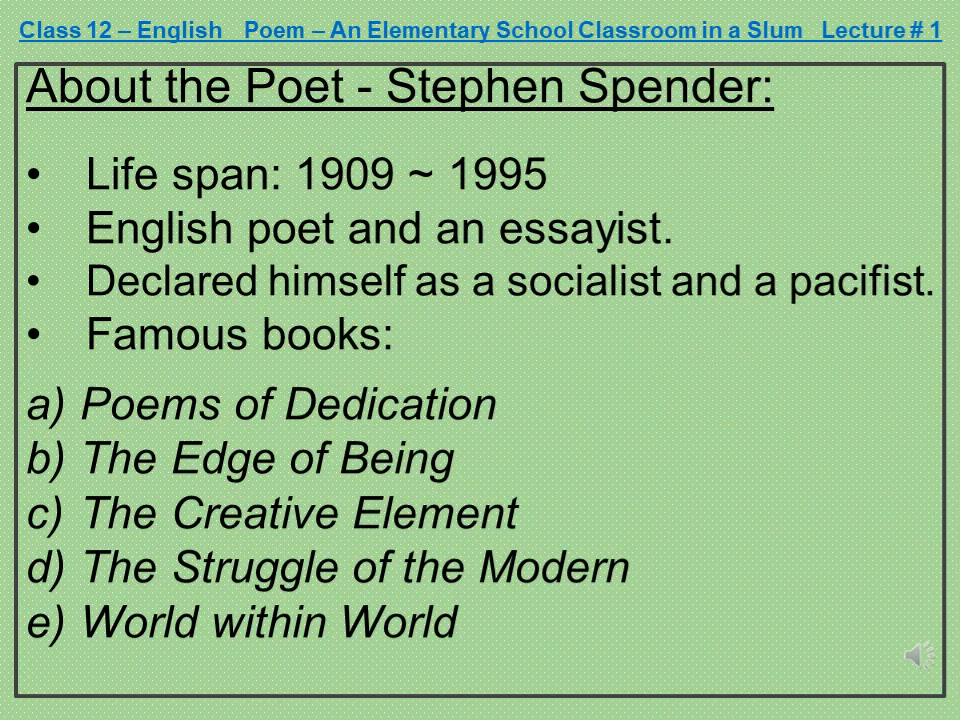 Class 12 – English   Poem – An Elementary School Classroom in a Slum   Lecture # 1
About the Poet - Stephen Spender:
• Life span: 1909 ~ 1995
• English poet and an essayist.
• Declared himself as a socialist and a pacifist.
• Famous books:
a) Poems of Dedication
b) The Edge of Being
c) The Creative Element
d) The Struggle of the Modern
e) World within World